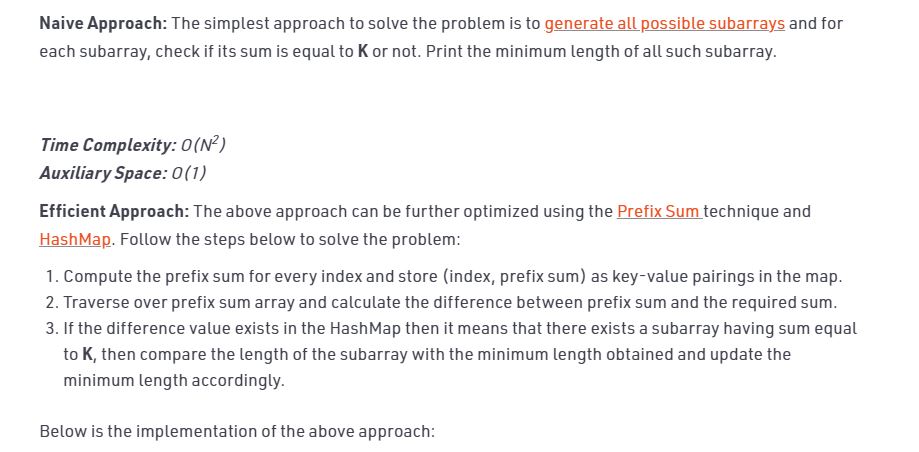 Naive Approach: The simplest approach to solve the problem is to generate all possible subarrays and for
each subarray, check if its sum is equal to K or not. Print the minimum length of all such subarray.
Time Complexity: O(N²)
Auxiliary Space: O(1)
Efficient Approach: The above approach can be further optimized using the Prefix Sum technique and
HashMap. Follow the steps below to solve the problem:
1. Compute the prefix sum for every index and store (index, prefix sum) as key-value pairings in the map.
2. Traverse over prefix sum array and calculate the difference between prefix sum and the required sum.
3. If the difference value exists in the HashMap then it means that there exists a subarray having sum equal
to K, then compare the length of the subarray with the minimum length obtained and update the
minimum length accordingly.
Below is the implementation of the above approach: